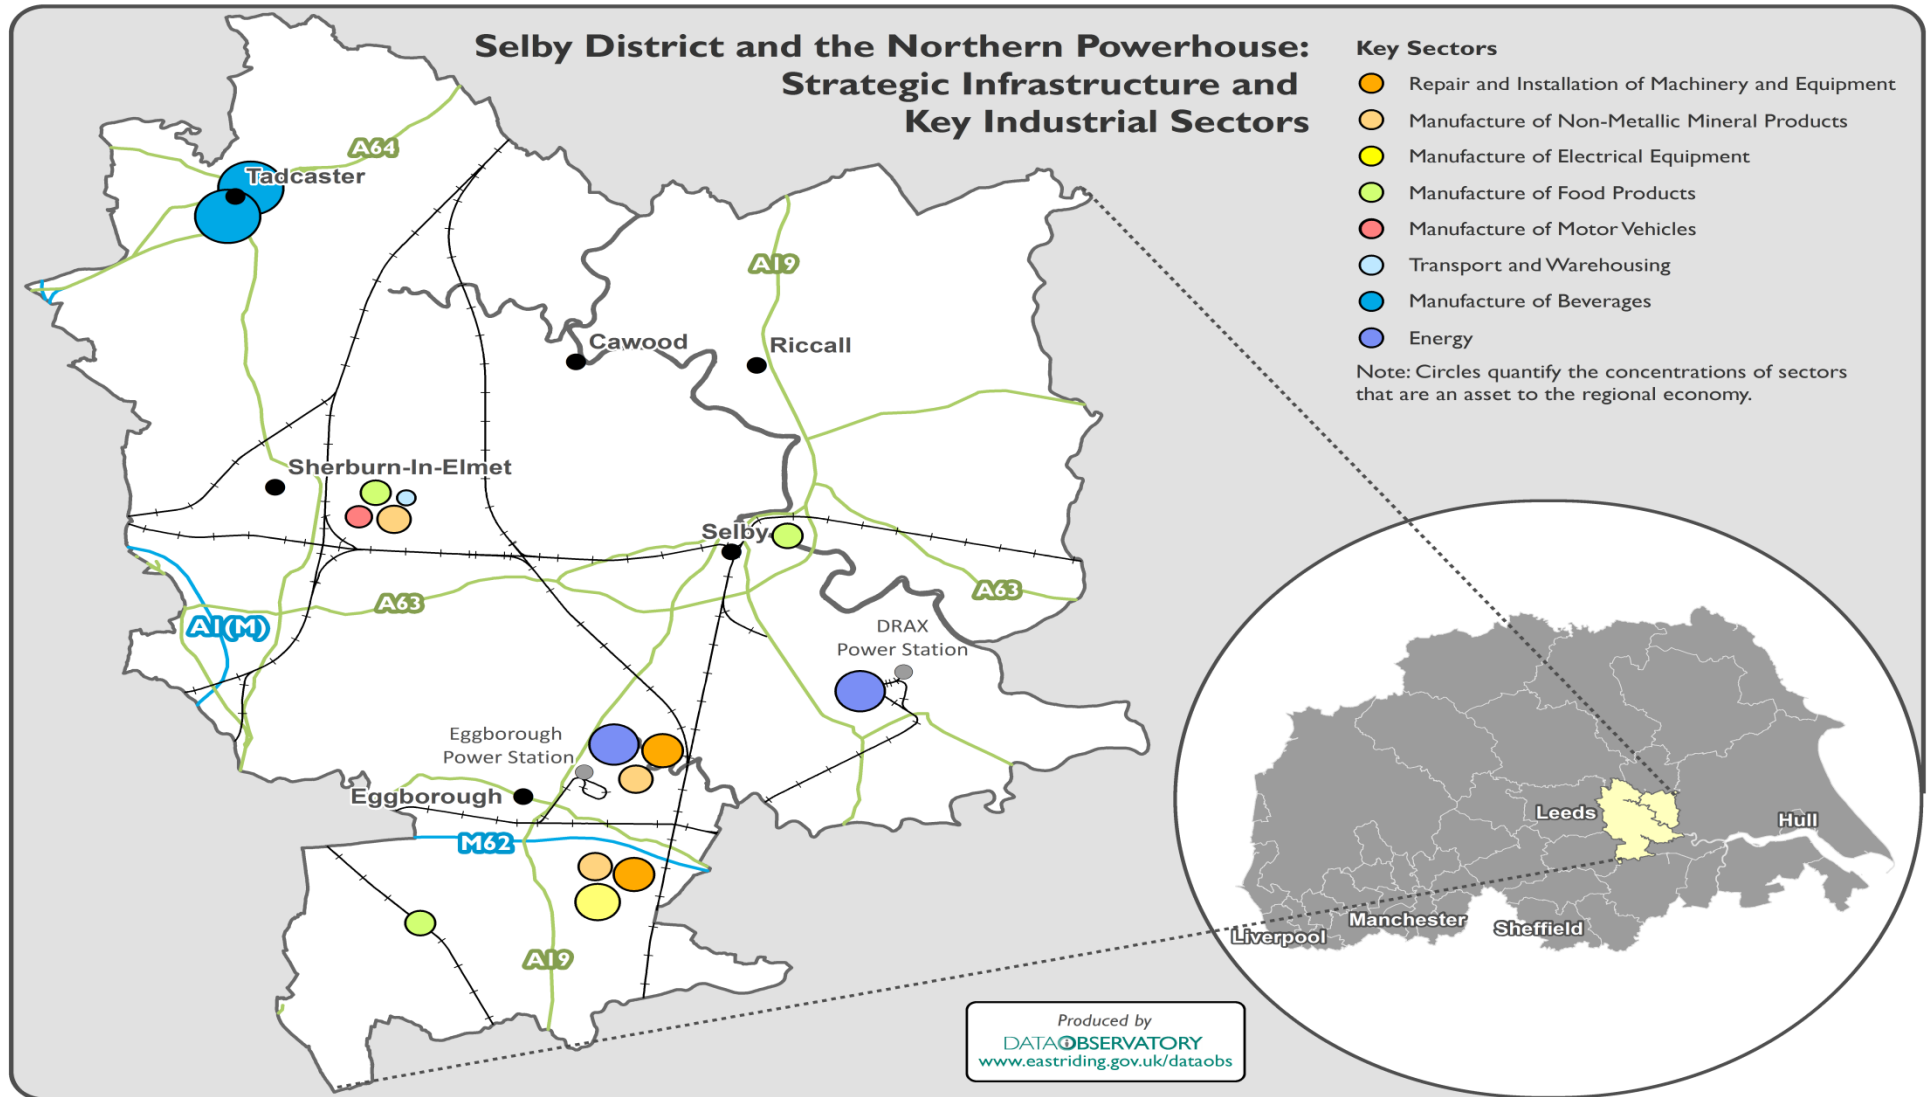 Selby District and the Northern Powerhouse:
Strategic Infrastructure and
Key Industrial Sectors
Key Sectors
Repair and Installation of Machinery and Equipment
Manufacture of Non-Metallic Mineral Products
Manufacture of Electrical Equipment
Manufacture of Food Products
Manufacture of Motor Vehicles
Transport and Warehousing
Manufacture of Beverages
Energy
Note: Circles quantify the concentrations of sectors
that are an asset to the regional economy.
A64
Tadcaster
A19
Cawood
Riccall
Sherburn-In-Elmet
Selby
A63
A63
A1(M)
DRAX
Power Station
Eggborough
Power Station
Eggborough
M62
A19
Leeds
Hull
Manchester
Sheffield
Liverpool
Produced by
DATA OBSERVATORY
www.eastriding.gov.uk/dataobs